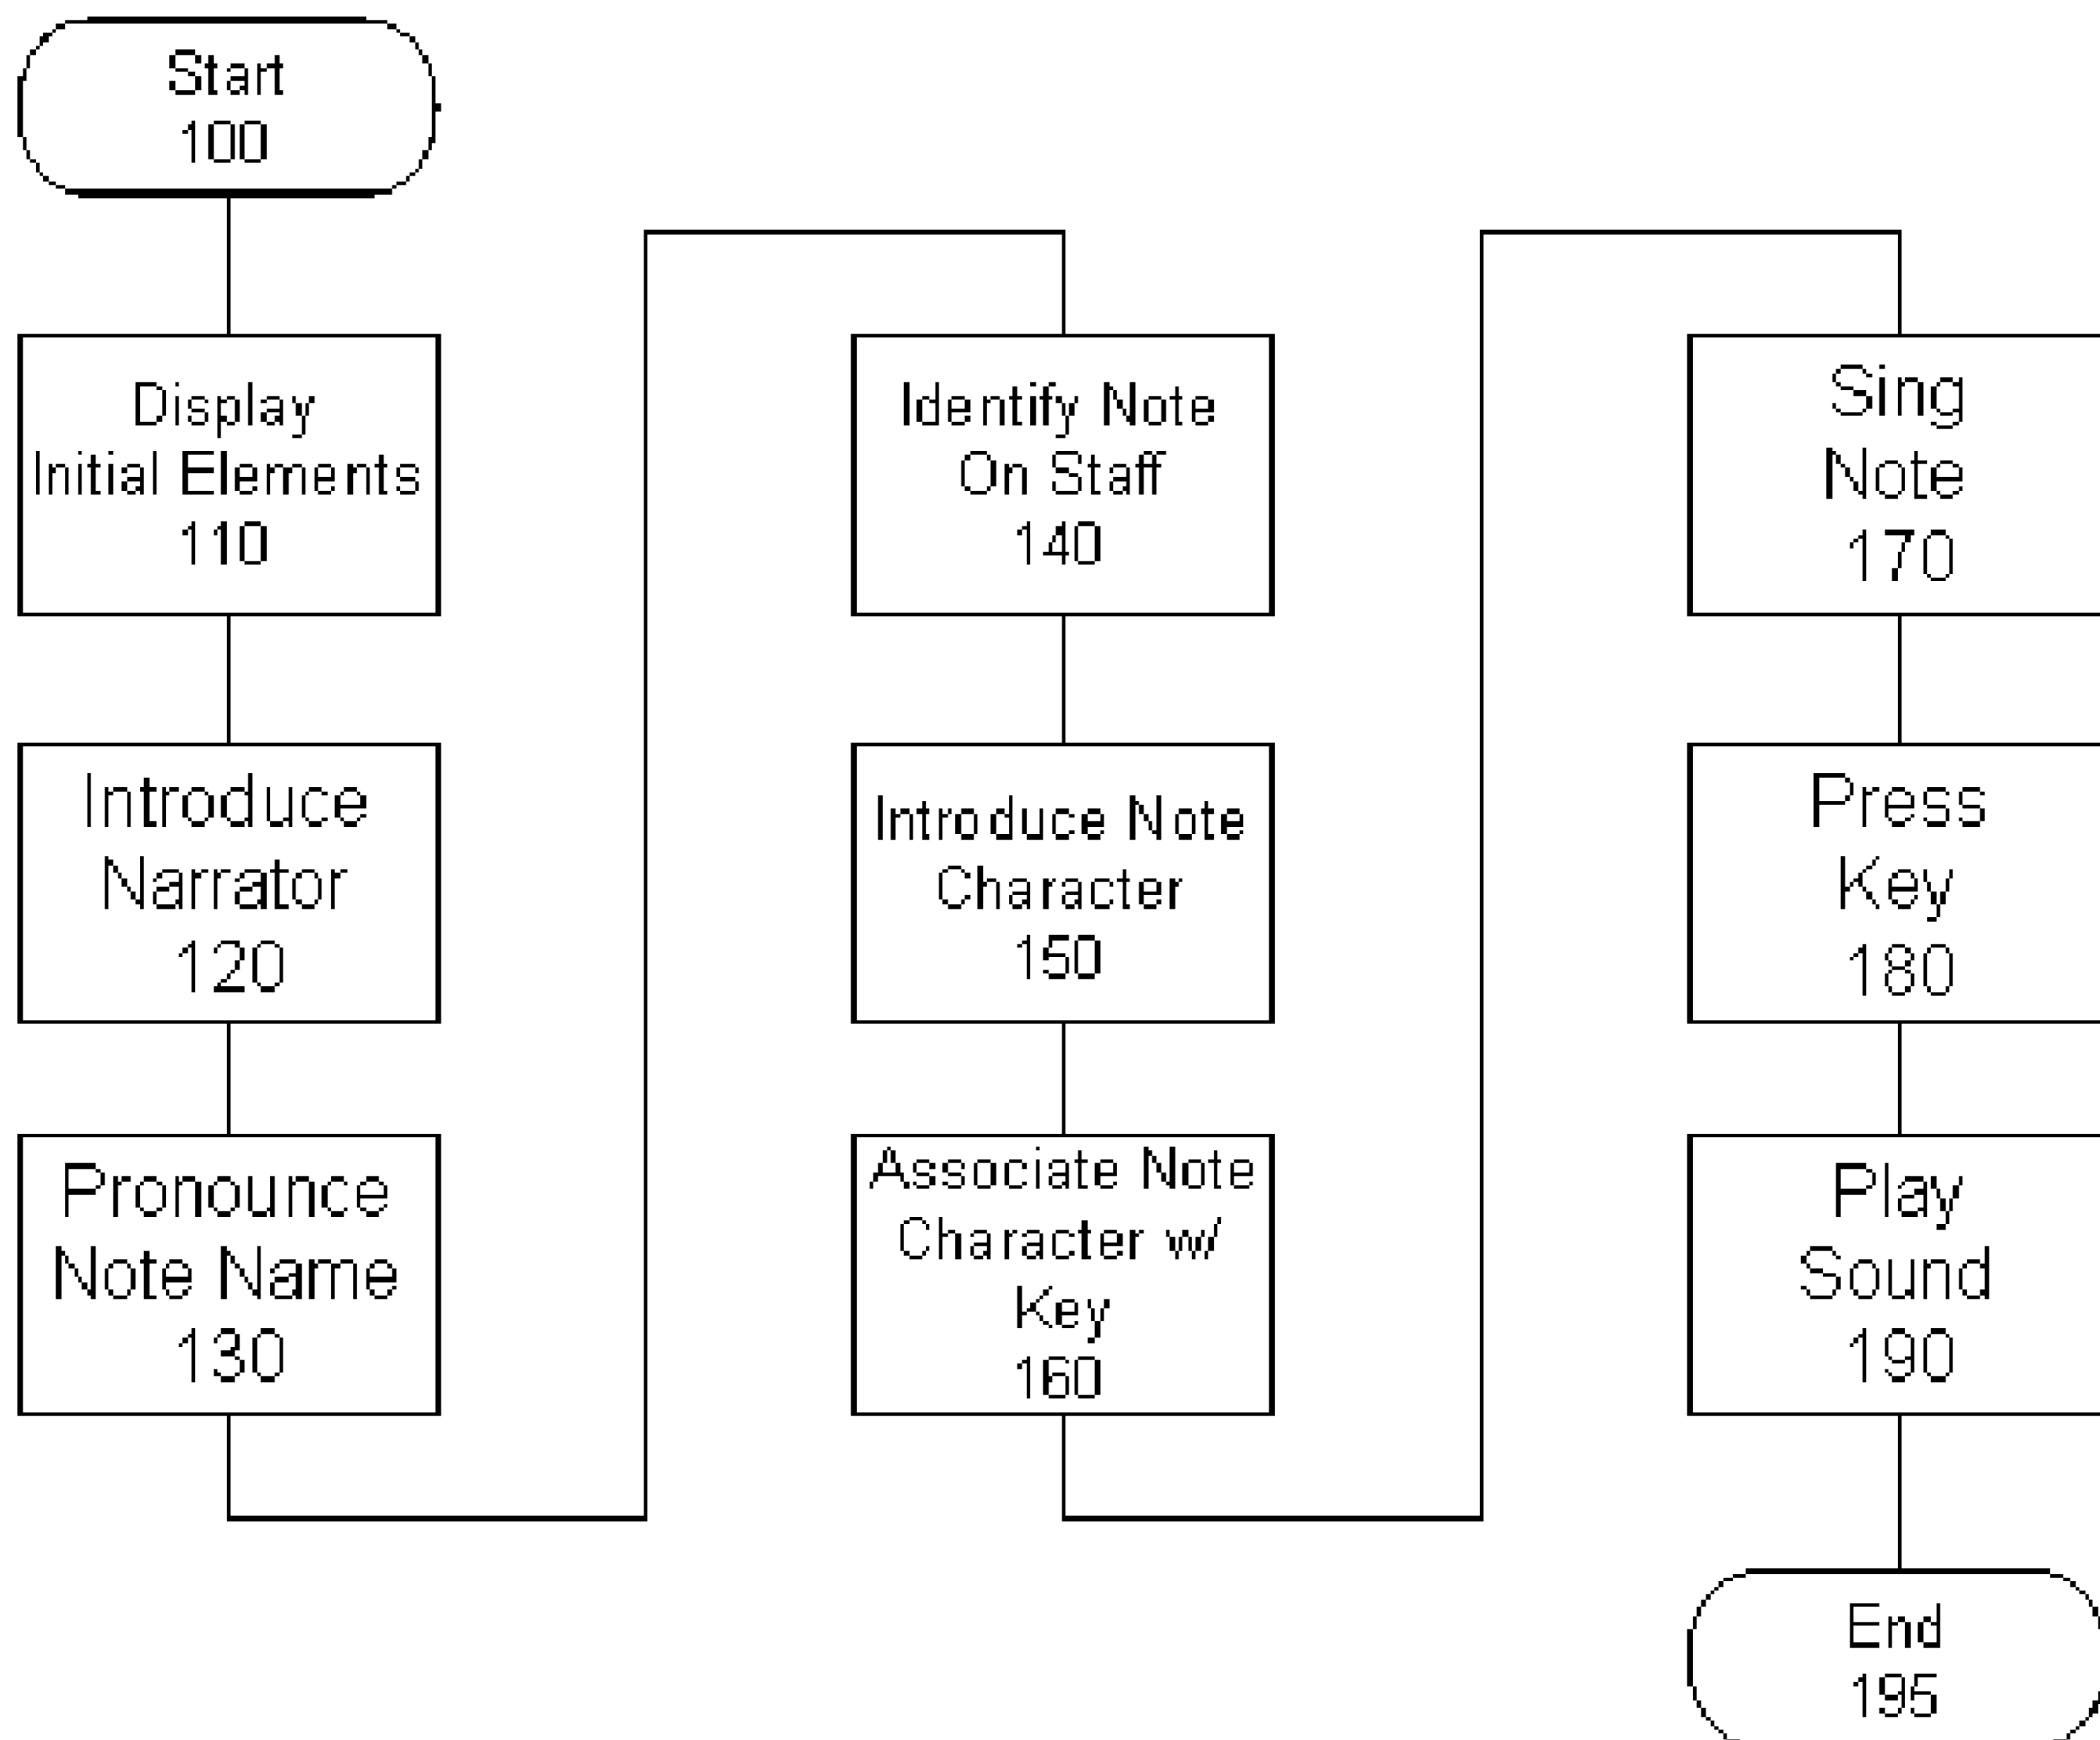 Start
100
Display
Initial Elements
110
Introduce
Narrator
120
Pronounce
Note Name
130
Identify Note
On Staff
140
Introduce Note
Character
150
Associate Note
Character w/
Key
160
Sing
Note
170
Press
Key
180
Play
Sound
190
End
195